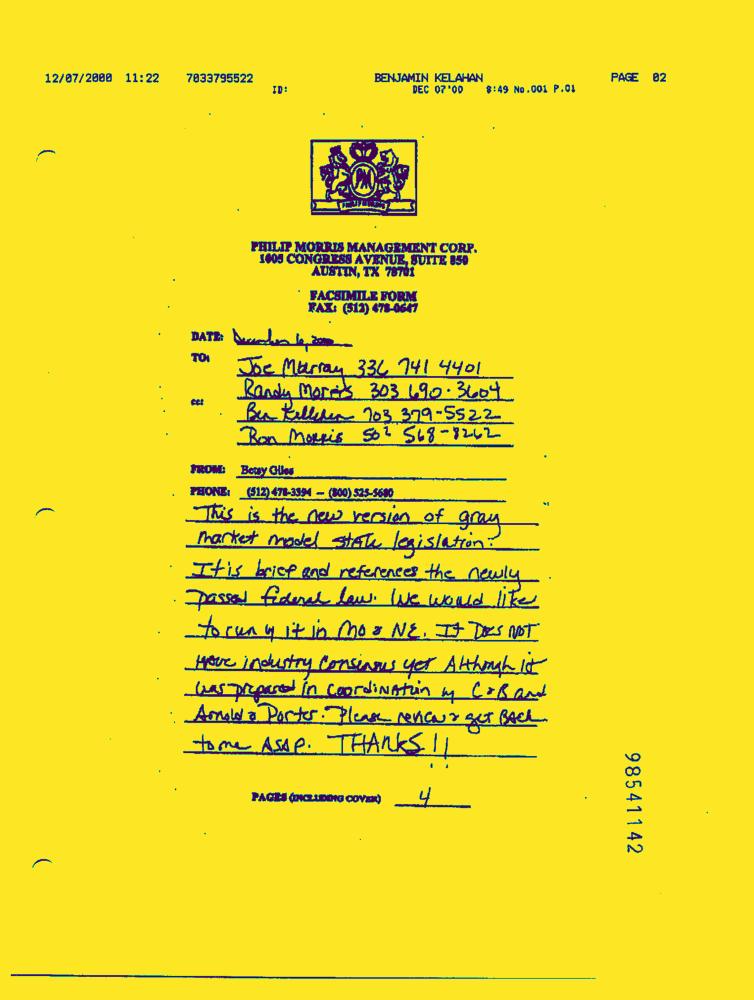 12/07/2000 11:22 7033795522 BENJAMIN KELAHAN PAGE 02
ID: DEC 07'00 8:49 No.001 P.01
PM
PHILIP MORRIS MANAGEMENT CORP.
1005 CONGRESS AVENUE, SUITE 850
AUSTIN, TX 78701
FACSIMILE FORM
FAX: (512) 478-0647
DATE: December 6, 2000
TO: Joe Murray 336 741 4401
Randy Morris 303 690-3604
cc: Ben Kellehan 703 379-5522
Ron Morris 502 568-8262
FROM: Betsy Giles
PHONE: (512) 478-3394 — (800) 525-5680
This is the new version of gray
market model state legislation.
It is brief and references the newly
passed federal law. We would like
to run w it in MO & NE. It Does NOT
Have industry consensus yet Although it
was prepared in coordination w C&B and
Arnold & Porter. Please review & get Back
to me ASAP. THANKS!!
PAGES (INCLUDING COVER) 4
98541142